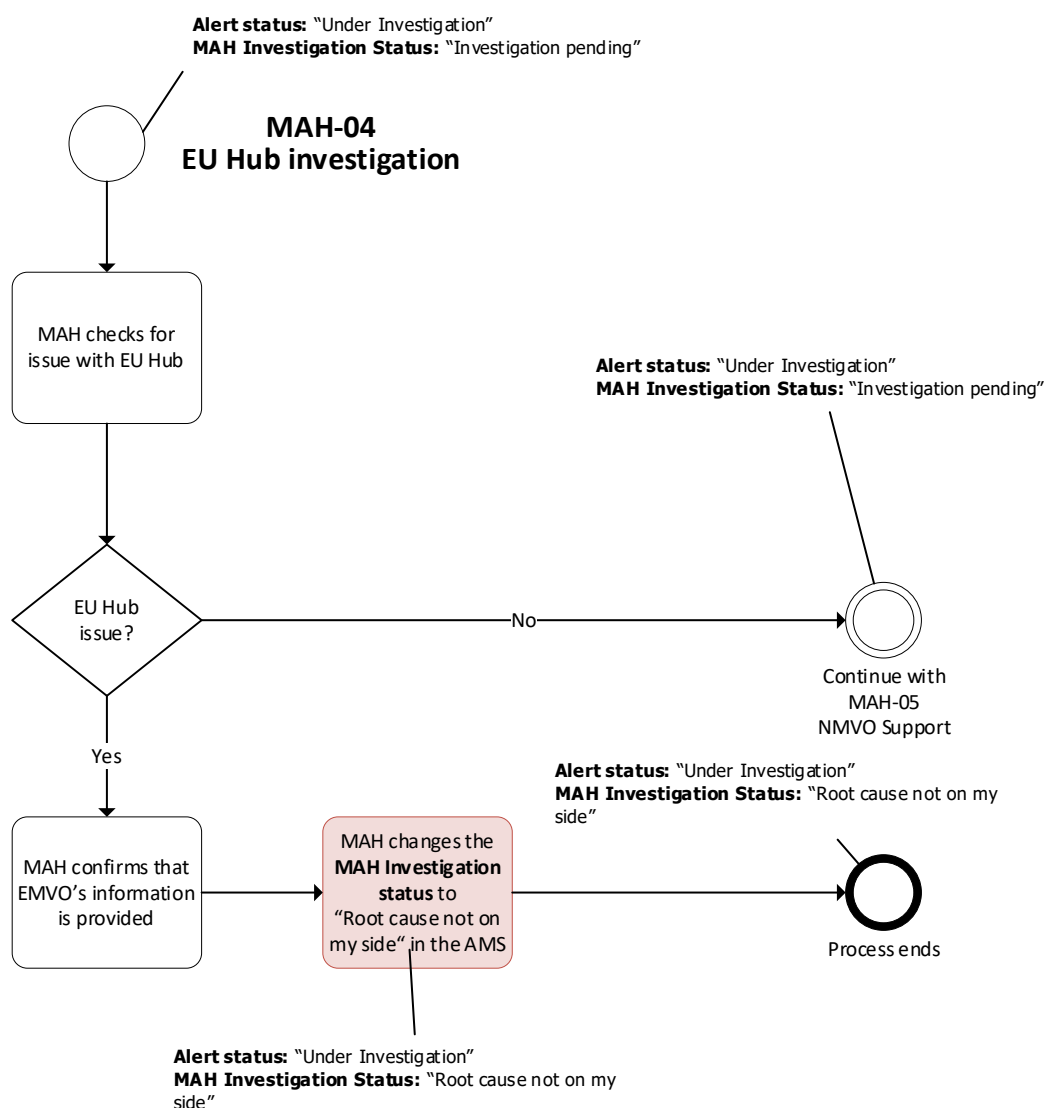 Alert status: “Under Investigation”
MAH Investigation Status: “Investigation pending”
MAH-04
EU Hub investigation
MAH checks for
issue with EU Hub
Alert status: “Under Investigation”
MAH Investigation Status: “Investigation pending”
EU Hub
issue?
No
Continue with
MAH-05
NMVO Support
Yes
Alert status: “Under Investigation”
MAH Investigation Status: “Root cause not on my
side”
MAH confirms that
EMVO’s information
is provided
MAH changes the
MAH Investigation
status to
“Root cause not on
my side“ in the AMS
Process ends
Alert status: “Under Investigation”
MAH Investigation Status: “Root cause not on my
side”